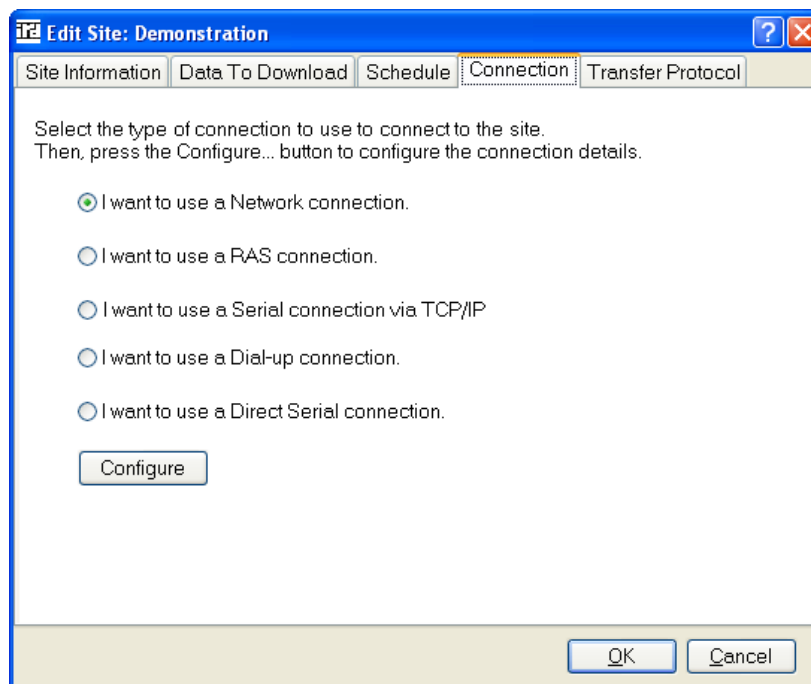 ird Edit Site: Demonstration ?
Site Information Data To Download Schedule Connection Transfer Protocol
Select the type of connection to use to connect to the site.
Then, press the Configure... button to configure the connection details.
I want to use a Network connection.
I want to use a RAS connection.
I want to use a Serial connection via TCP/IP
I want to use a Dial-up connection.
I want to use a Direct Serial connection.
Configure
OK Cancel